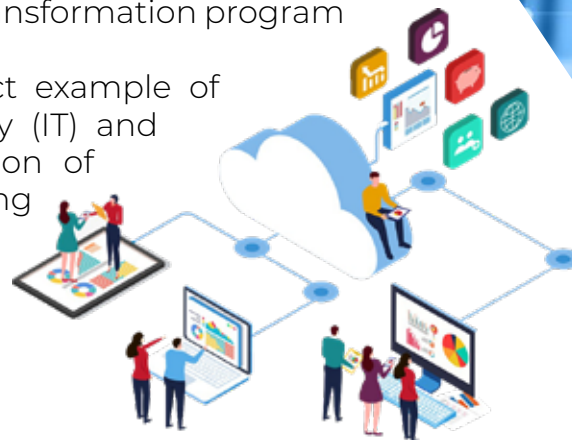 nsformation program
ct example of
y (IT) and
on of
ng